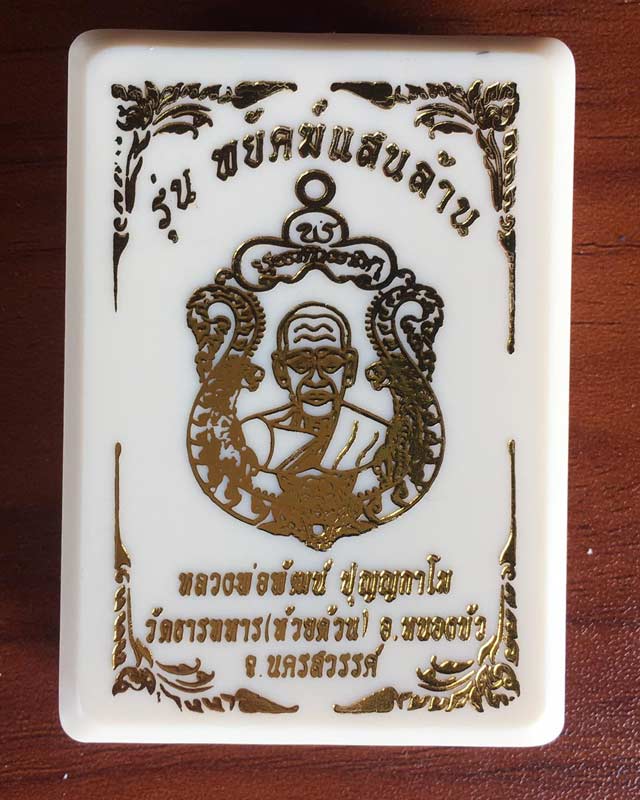 รุ่น พยัคฆ์แสนล้าน
บร
หลวงพ่อพัฒน์ ปุญญกาโม
วัดธารทหาร(ห้วยด้วน) อ.หนองบัว
จ.นครสวรรค์